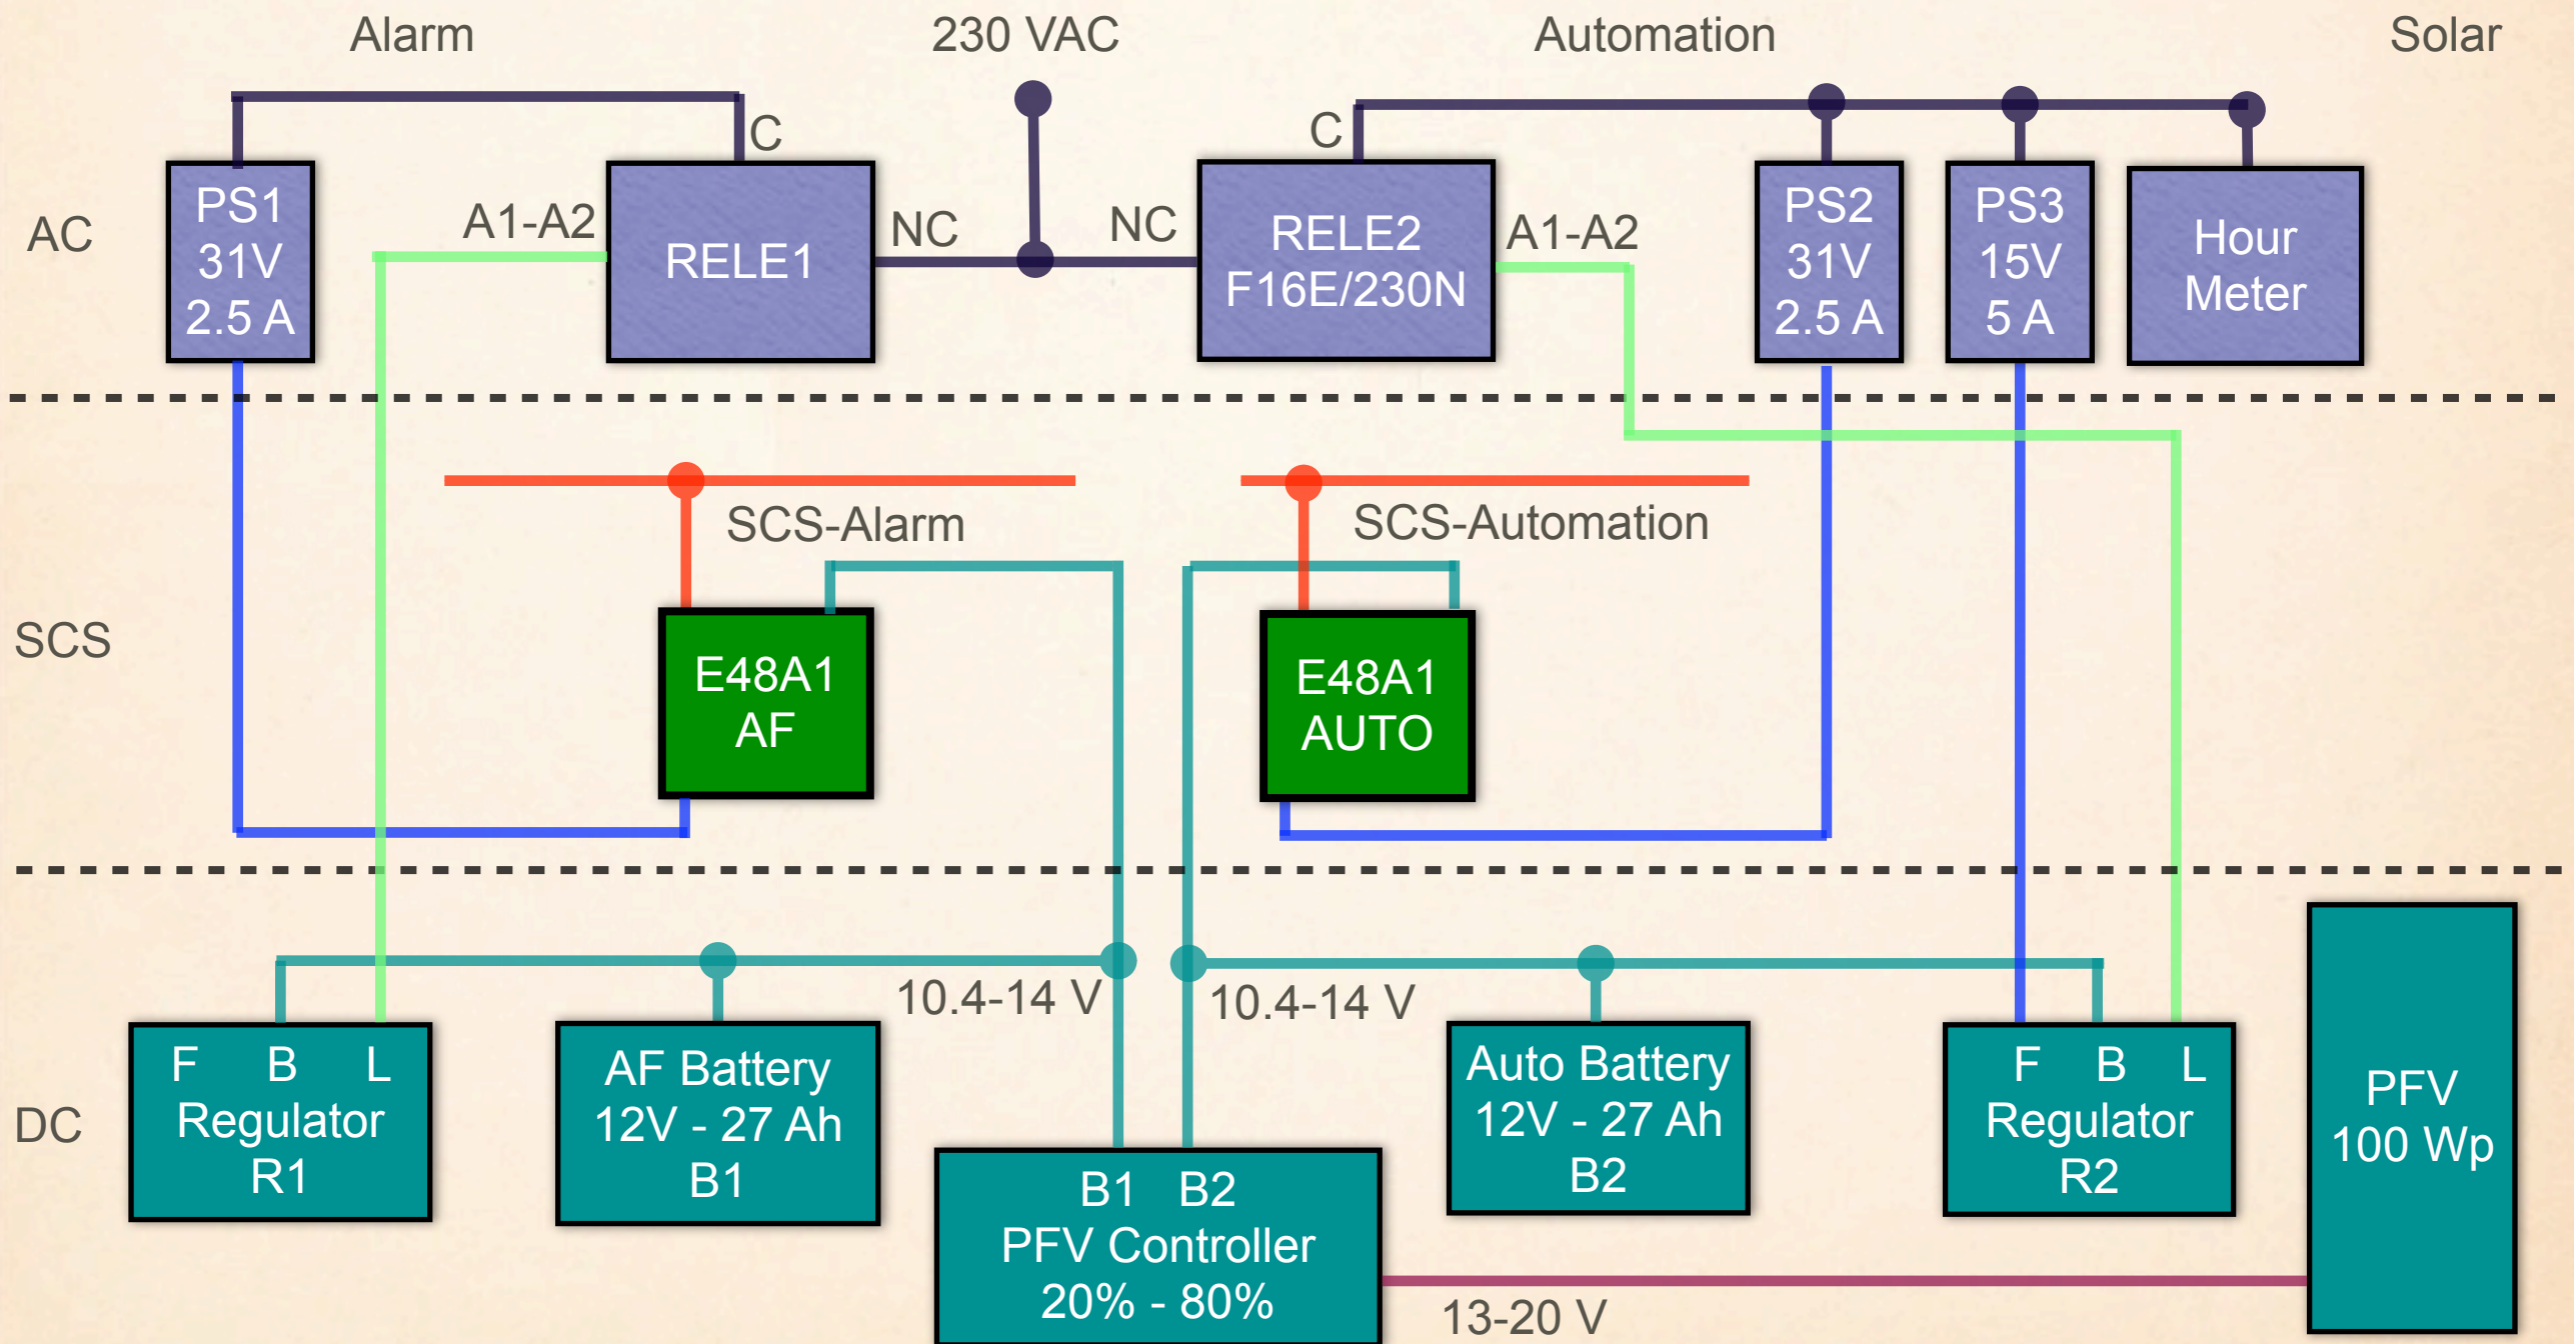 Alarm
230 VAC
Automation
Solar
C
C
AC
PS1
31V
2.5 A
A1-A2
RELE1
NC
NC
RELE2
F16E/230N
A1-A2
PS2
31V
2.5 A
PS3
15V
5 A
Hour
Meter
SCS-Alarm
SCS-Automation
SCS
E48A1
AF
E48A1
AUTO
10.4-14 V
10.4-14 V
DC
F B L
Regulator
R1
AF Battery
12V - 27 Ah
B1
B1 B2
PFV Controller
20% - 80%
Auto Battery
12V - 27 Ah
B2
F B L
Regulator
R2
PFV
100 Wp
13-20 V